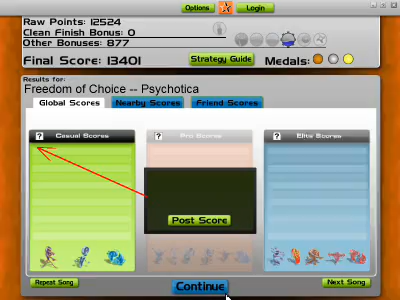 Options
Login
Raw Points: 12524
Clean Finish Bonus: 0
Other Bonuses: 877
Final Score: 13401
Strategy Guide
Medals:
Results for:
Freedom of Choice -- Psychotica
Global Scores
Nearby Scores
Friend Scores
? Casual Scores
? Pro Scores
? Elite Scores
Post Score
Repeat Song
Continue
Next Song